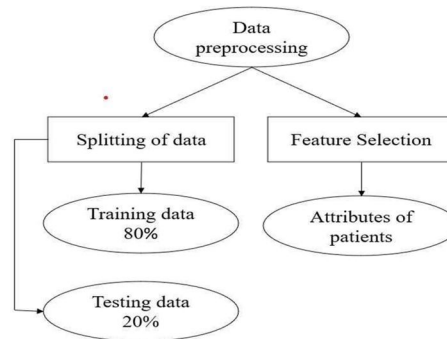 Data
preprocessing
Splitting of data
Feature Selection
Training data
80%
Attributes of
patients
Testing data
20%